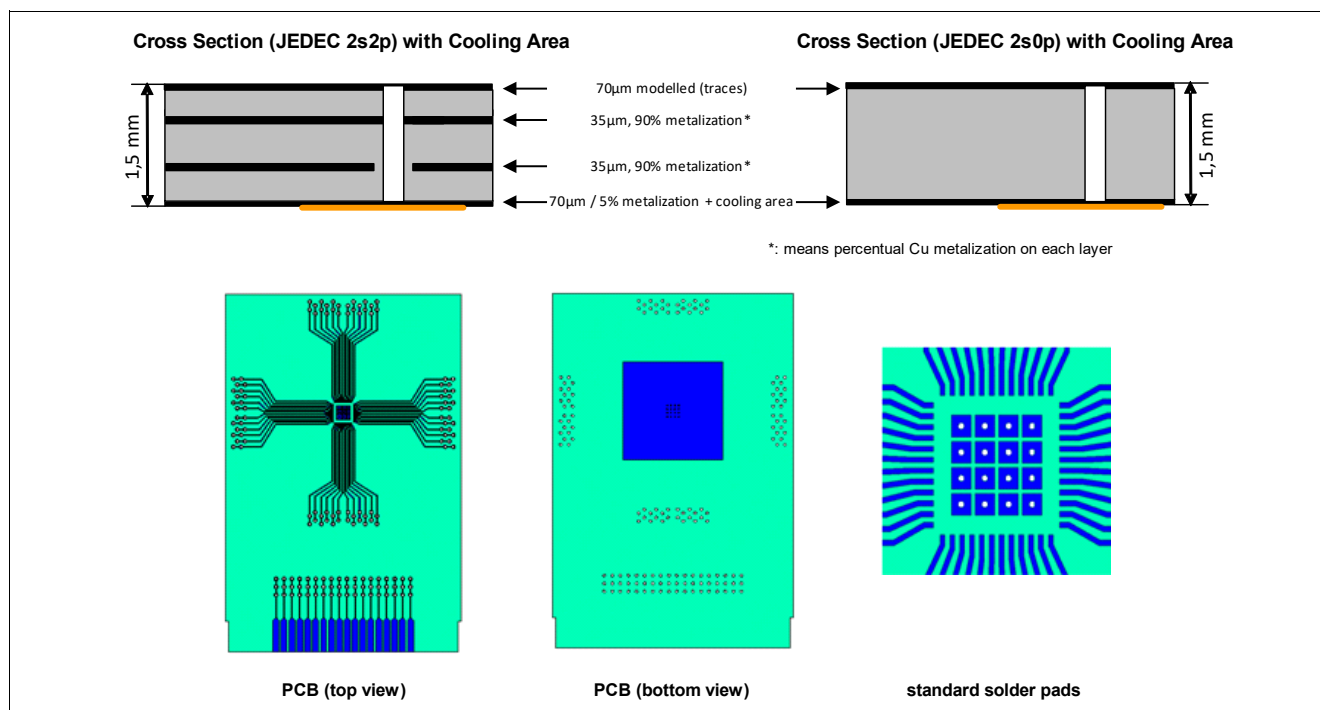 Cross Section (JEDEC 2s2p) with Cooling Area
Cross Section (JEDEC 2s0p) with Cooling Area
1,5 mm
70µm modelled (traces)
35µm, 90% metalization*
35µm, 90% metalization*
70µm / 5% metalization + cooling area
1,5 mm
*: means percentual Cu metalization on each layer
PCB (top view)
PCB (bottom view)
standard solder pads